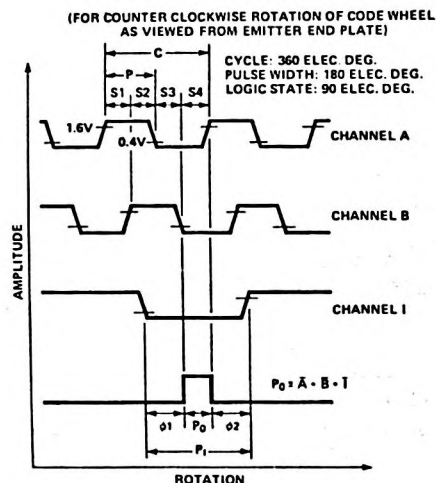 (FOR COUNTER CLOCKWISE ROTATION OF CODE WHEEL
AS VIEWED FROM EMITTER END PLATE)
C
CYCLE: 360 ELEC. DEG.
PULSE WIDTH: 180 ELEC. DEG.
LOGIC STATE: 90 ELEC. DEG.
P
S1 S2 S3 S4
1.6V
0.4V
CHANNEL A
CHANNEL B
AMPLITUDE
CHANNEL I
P₀ = Ā • B̄ • Ī
ϕ1 P₀ ϕ2
P₁
ROTATION